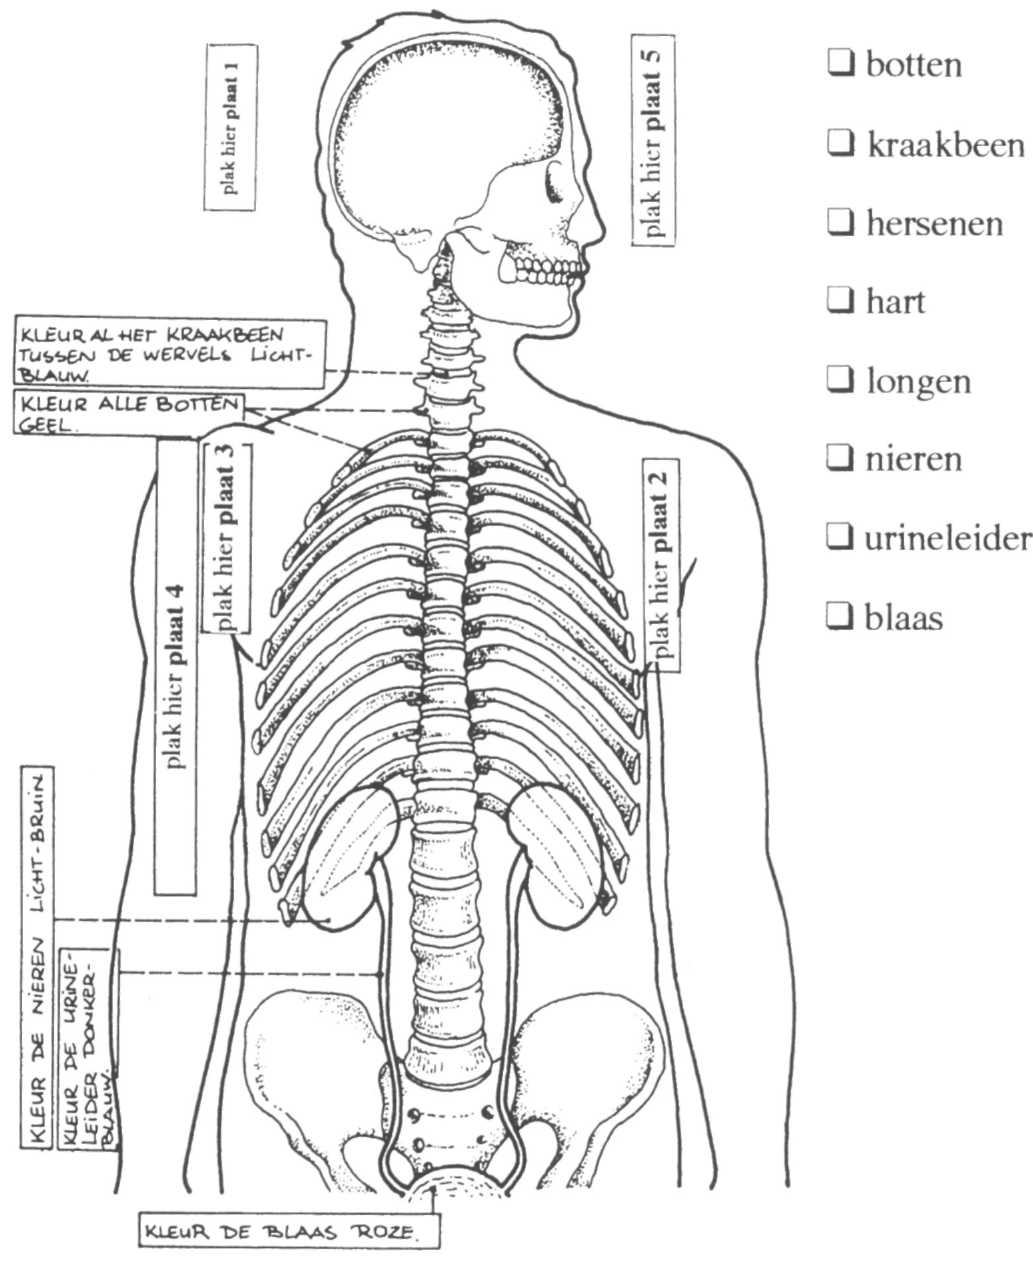 plak hier plaat 1
plak hier plaat 5
botten
kraakbeen
hersenen
hart
longen
nieren
urineleider
blaas
KLEUR AL HET KRAAKBEEN
TUSSEN DE WERVELS LICHT-
BLAUW.
KLEUR ALLE BOTTEN
GEEL.
plak hier plaat 3
plak hier plaat 2
plak hier plaat 4
KLEUR DE NIEREN LICHT-BRUIN
KLEUR DE URINE-
LEIDER DONKER-
BLAUW.
KLEUR DE BLAAS ROZE.